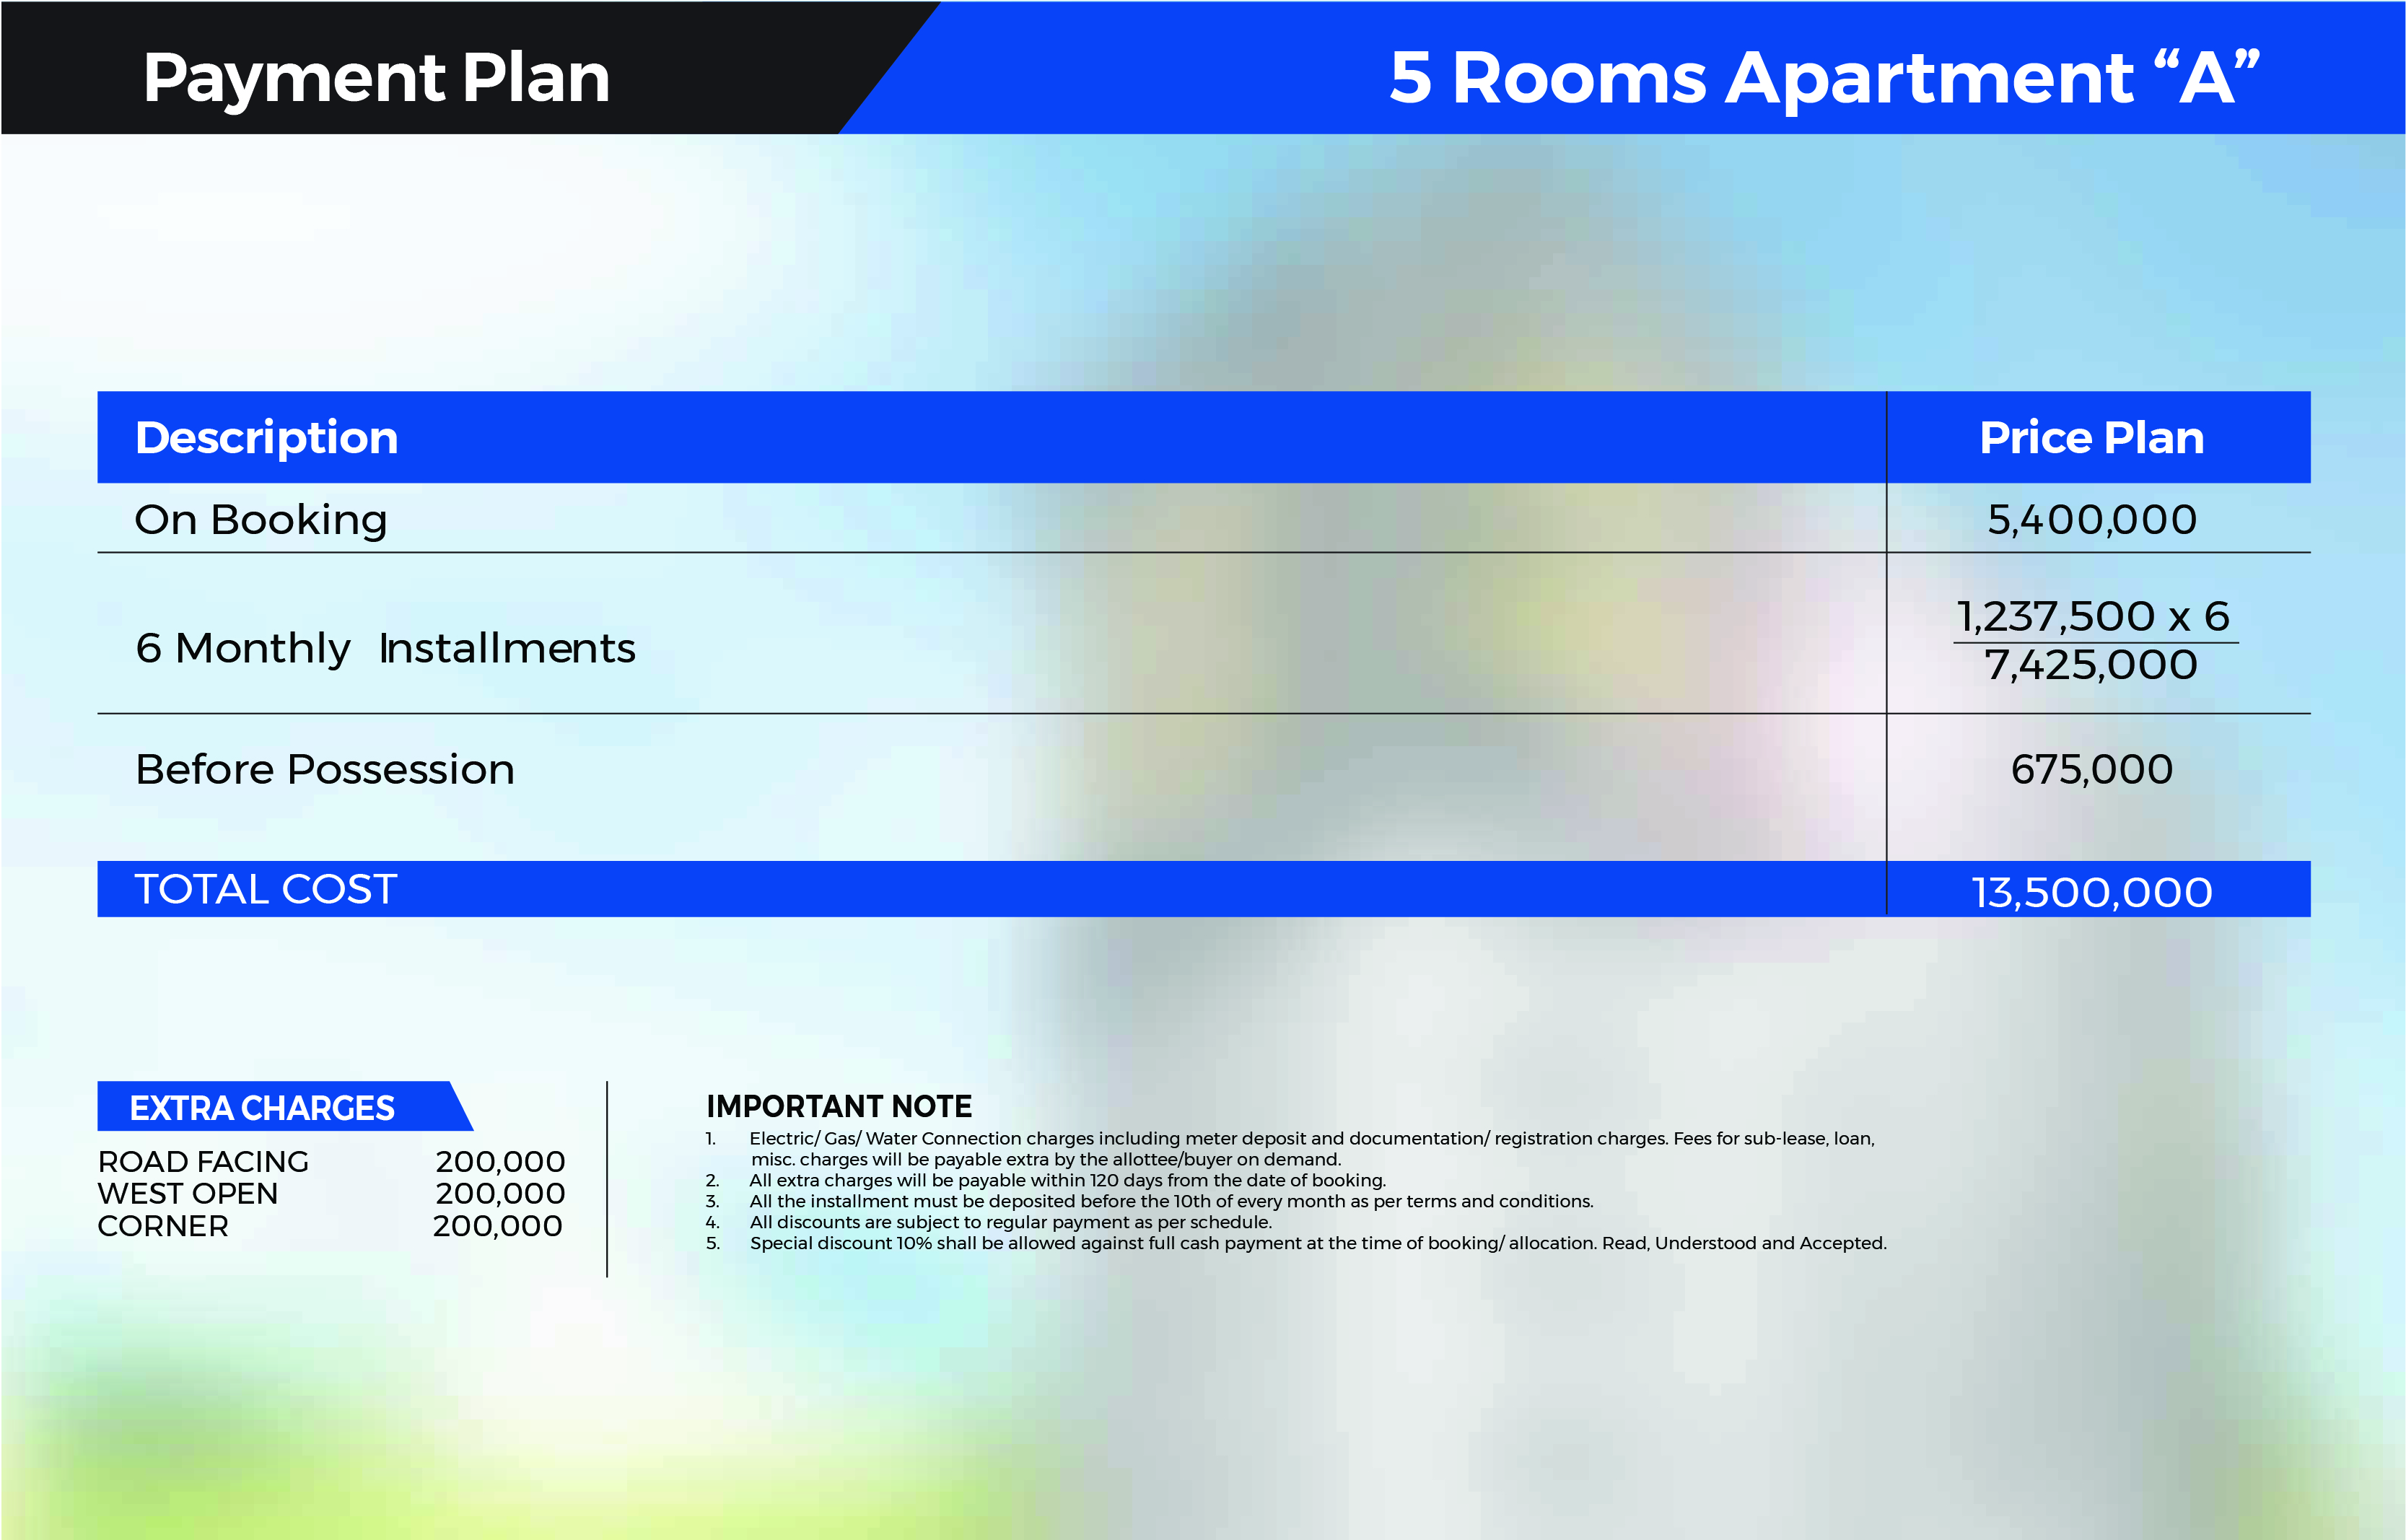 Payment Plan
5 Rooms Apartment “A”
Description Price Plan
On Booking 5,400,000
6 Monthly Installments 1,237,500 x 6
7,425,000
Before Possession 675,000
TOTAL COST 13,500,000
EXTRA CHARGES
ROAD FACING 200,000
WEST OPEN 200,000
CORNER 200,000
IMPORTANT NOTE
1. Electric/ Gas/ Water Connection charges including meter deposit and documentation/ registration charges. Fees for sub-lease, loan,
misc. charges will be payable extra by the allottee/buyer on demand.
2. All extra charges will be payable within 120 days from the date of booking.
3. All the installment must be deposited before the 10th of every month as per terms and conditions.
4. All discounts are subject to regular payment as per schedule.
5. Special discount 10% shall be allowed against full cash payment at the time of booking/ allocation. Read, Understood and Accepted.